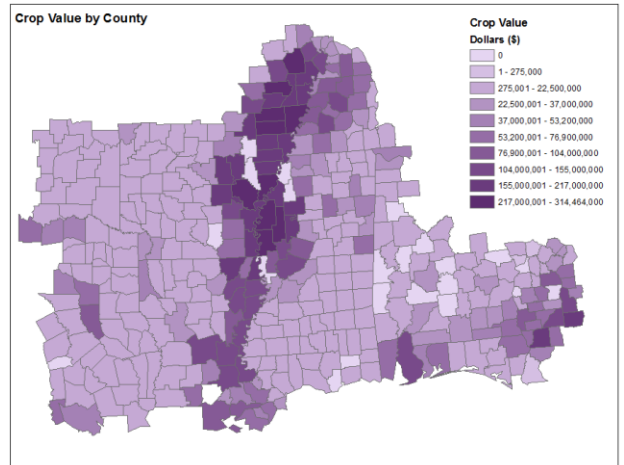 Crop Value by County
Crop Value
Dollars ($)
0
1 - 275,000
275,001 - 22,500,000
22,500,001 - 37,000,000
37,000,001 - 53,200,000
53,200,001 - 76,900,000
76,900,001 - 104,000,000
104,000,001 - 155,000,000
155,000,001 - 217,000,000
217,000,001 - 314,464,000